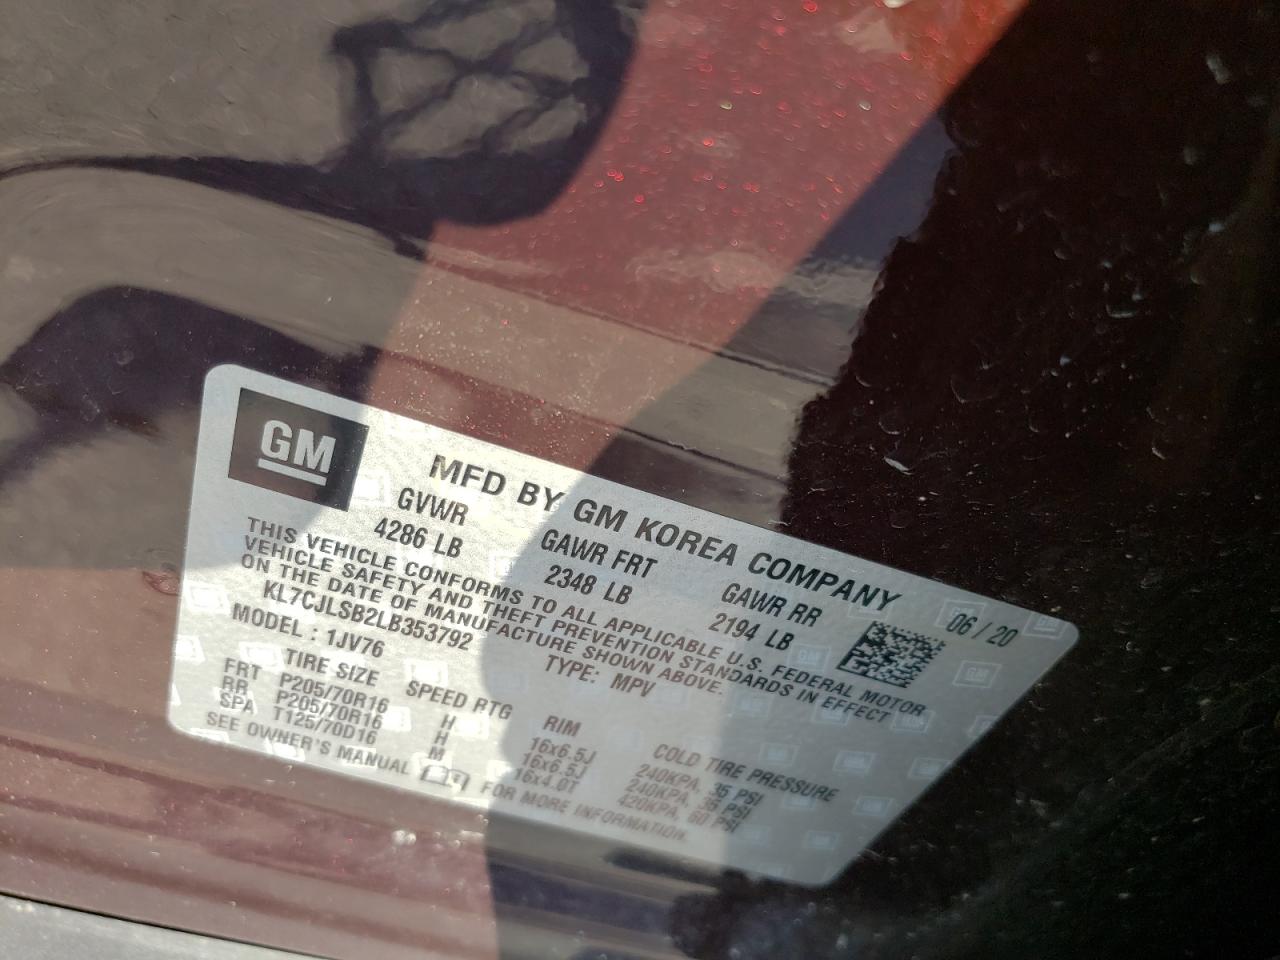 GM
MFD BY GM KOREA COMPANY 06 / 20
GVWR GAWR FRT GAWR RR
4286 LB 2348 LB 2194 LB
THIS VEHICLE CONFORMS TO ALL APPLICABLE U.S. FEDERAL MOTOR
VEHICLE SAFETY AND THEFT PREVENTION STANDARDS IN EFFECT
ON THE DATE OF MANUFACTURE SHOWN ABOVE.
KL7CJLSB2LB353792 TYPE: MPV
MODEL : 1JV76
TIRE SIZE SPEED RTG RIM COLD TIRE PRESSURE
FRT P205/70R16 H 16x6.5J 240KPA, 35 PSI
RR P205/70R16 H 16x6.5J 240KPA, 35 PSI
SPA T125/70D16 M 16x4.0T 420KPA, 60 PSI
SEE OWNER'S MANUAL FOR MORE INFORMATION.